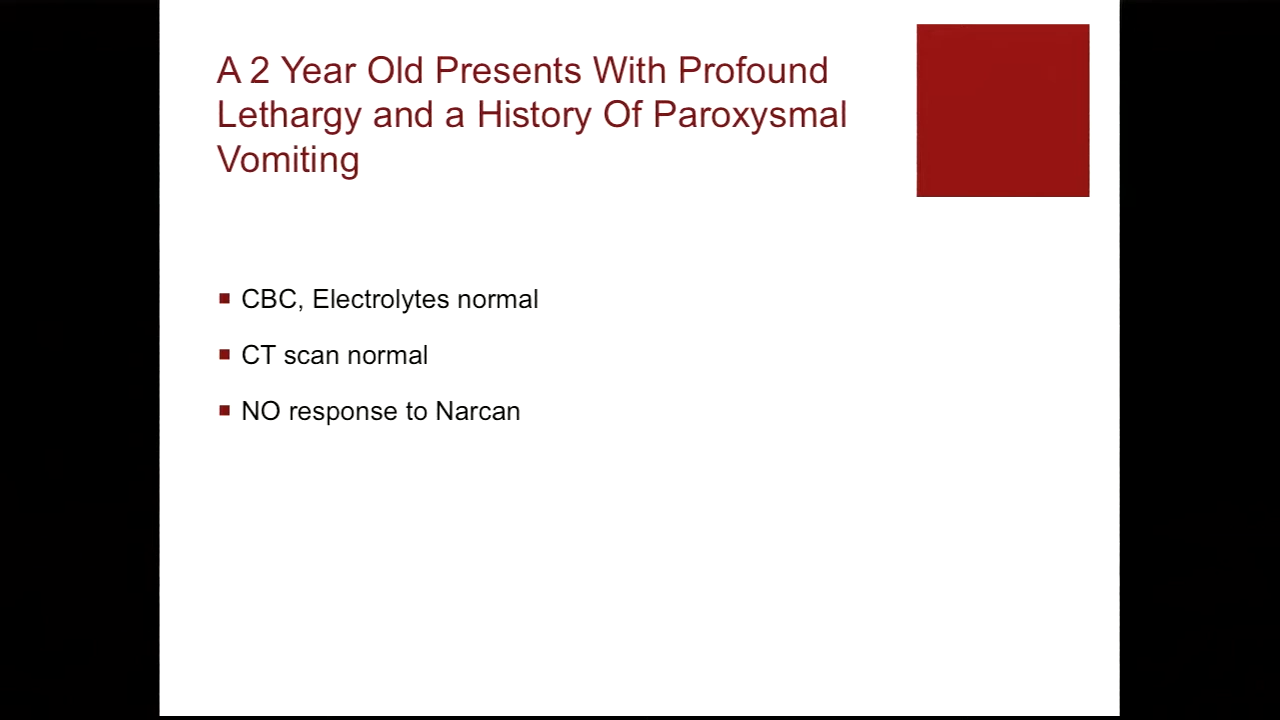 A 2 Year Old Presents With Profound
Lethargy and a History Of Paroxysmal
Vomiting
CBC, Electrolytes normal
CT scan normal
NO response to Narcan